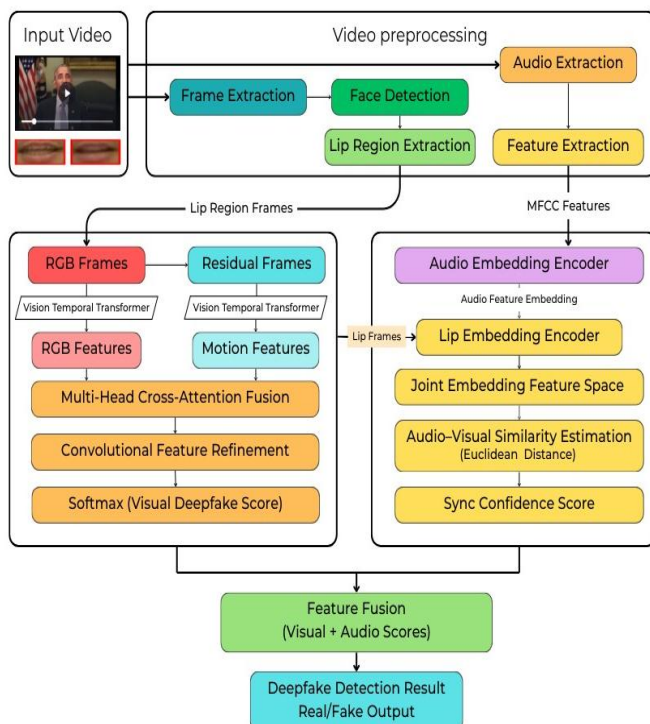 Input Video
Video preprocessing
Audio Extraction
Frame Extraction
Face Detection
Lip Region Extraction
Feature Extraction
Lip Region Frames
MFCC Features
RGB Frames
Residual Frames
Vision Temporal Transformer
Vision Temporal Transformer
RGB Features
Motion Features
Multi-Head Cross-Attention Fusion
Convolutional Feature Refinement
Softmax (Visual Deepfake Score)
Lip Frames
Audio Embedding Encoder
Audio Feature Embedding
Lip Embedding Encoder
Joint Embedding Feature Space
Audio–Visual Similarity Estimation
(Euclidean Distance)
Sync Confidence Score
Feature Fusion
(Visual + Audio Scores)
Deepfake Detection Result
Real/Fake Output